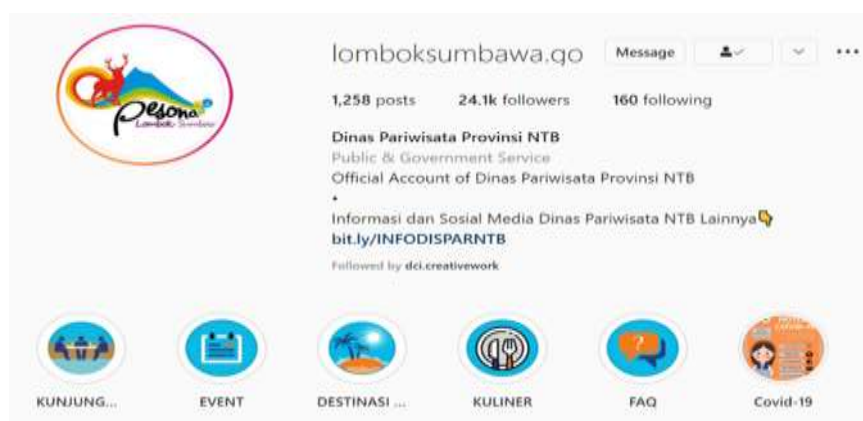 Pesona
Lombok Sumbawa
lomboksumbawa.go
Message
1,258 posts 24.1k followers 160 following
Dinas Pariwisata Provinsi NTB
Public & Government Service
Official Account of Dinas Pariwisata Provinsi NTB
•
Informasi dan Sosial Media Dinas Pariwisata NTB Lainnya👇
bit.ly/INFODISPARNTB
Followed by dci.creativework
KUNJUNG... EVENT DESTINASI ... KULINER FAQ Covid-19